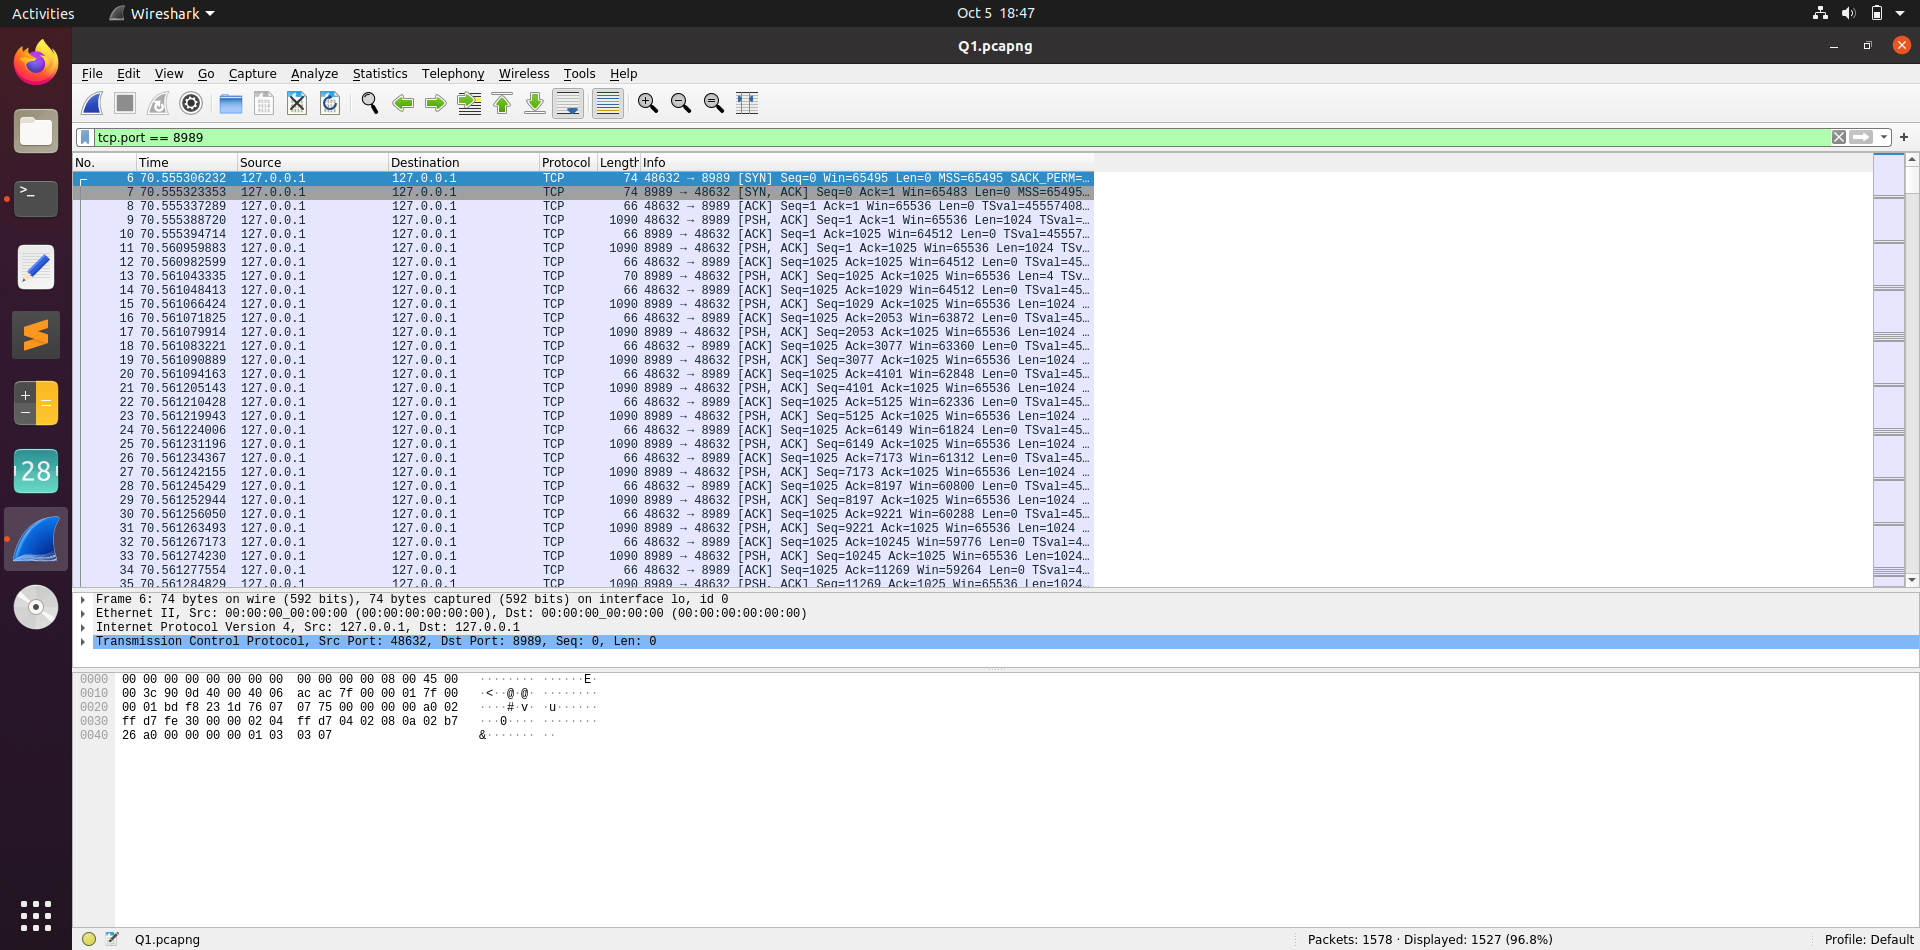 Activities Wireshark Oct 5 18:47
Q1.pcapng
File Edit View Go Capture Analyze Statistics Telephony Wireless Tools Help
tcp.port == 8989
No. Time Source Destination Protocol Length Info
6 70.555306232 127.0.0.1 127.0.0.1 TCP 74 48632 → 8989 [SYN] Seq=0 Win=65495 Len=0 MSS=65495 SACK_PERM=…
7 70.555323353 127.0.0.1 127.0.0.1 TCP 74 8989 → 48632 [SYN, ACK] Seq=0 Ack=1 Win=65483 Len=0 MSS=65495…
8 70.555337289 127.0.0.1 127.0.0.1 TCP 66 48632 → 8989 [ACK] Seq=1 Ack=1 Win=65536 Len=0 TSval=45557408…
9 70.555388720 127.0.0.1 127.0.0.1 TCP 1090 48632 → 8989 [PSH, ACK] Seq=1 Ack=1 Win=65536 Len=1024 TSval=…
10 70.555394714 127.0.0.1 127.0.0.1 TCP 66 8989 → 48632 [ACK] Seq=1 Ack=1025 Win=64512 Len=0 TSval=45557…
11 70.560959883 127.0.0.1 127.0.0.1 TCP 1090 8989 → 48632 [PSH, ACK] Seq=1 Ack=1025 Win=65536 Len=1024 TSv…
12 70.560982599 127.0.0.1 127.0.0.1 TCP 66 48632 → 8989 [ACK] Seq=1025 Ack=1025 Win=64512 Len=0 TSval=45…
13 70.561043335 127.0.0.1 127.0.0.1 TCP 70 8989 → 48632 [PSH, ACK] Seq=1025 Ack=1025 Win=65536 Len=4 TSv…
14 70.561048413 127.0.0.1 127.0.0.1 TCP 66 48632 → 8989 [ACK] Seq=1025 Ack=1029 Win=64512 Len=0 TSval=45…
15 70.561066424 127.0.0.1 127.0.0.1 TCP 1090 8989 → 48632 [PSH, ACK] Seq=1029 Ack=1025 Win=65536 Len=1024 …
16 70.561071825 127.0.0.1 127.0.0.1 TCP 66 48632 → 8989 [ACK] Seq=1025 Ack=2053 Win=63872 Len=0 TSval=45…
17 70.561079914 127.0.0.1 127.0.0.1 TCP 1090 8989 → 48632 [PSH, ACK] Seq=2053 Ack=1025 Win=65536 Len=1024 …
18 70.561083221 127.0.0.1 127.0.0.1 TCP 66 48632 → 8989 [ACK] Seq=1025 Ack=3077 Win=63360 Len=0 TSval=45…
19 70.561090889 127.0.0.1 127.0.0.1 TCP 1090 8989 → 48632 [PSH, ACK] Seq=3077 Ack=1025 Win=65536 Len=1024 …
20 70.561094163 127.0.0.1 127.0.0.1 TCP 66 48632 → 8989 [ACK] Seq=1025 Ack=4101 Win=62848 Len=0 TSval=45…
21 70.561205143 127.0.0.1 127.0.0.1 TCP 1090 8989 → 48632 [PSH, ACK] Seq=4101 Ack=1025 Win=65536 Len=1024 …
22 70.561210428 127.0.0.1 127.0.0.1 TCP 66 48632 → 8989 [ACK] Seq=1025 Ack=5125 Win=62336 Len=0 TSval=45…
23 70.561219943 127.0.0.1 127.0.0.1 TCP 1090 8989 → 48632 [PSH, ACK] Seq=5125 Ack=1025 Win=65536 Len=1024 …
24 70.561224006 127.0.0.1 127.0.0.1 TCP 66 48632 → 8989 [ACK] Seq=1025 Ack=6149 Win=61824 Len=0 TSval=45…
25 70.561231196 127.0.0.1 127.0.0.1 TCP 1090 8989 → 48632 [PSH, ACK] Seq=6149 Ack=1025 Win=65536 Len=1024 …
26 70.561234367 127.0.0.1 127.0.0.1 TCP 66 48632 → 8989 [ACK] Seq=1025 Ack=7173 Win=61312 Len=0 TSval=45…
27 70.561242155 127.0.0.1 127.0.0.1 TCP 1090 8989 → 48632 [PSH, ACK] Seq=7173 Ack=1025 Win=65536 Len=1024 …
28 70.561245429 127.0.0.1 127.0.0.1 TCP 66 48632 → 8989 [ACK] Seq=1025 Ack=8197 Win=60800 Len=0 TSval=45…
29 70.561252944 127.0.0.1 127.0.0.1 TCP 1090 8989 → 48632 [PSH, ACK] Seq=8197 Ack=1025 Win=65536 Len=1024 …
30 70.561256050 127.0.0.1 127.0.0.1 TCP 66 48632 → 8989 [ACK] Seq=1025 Ack=9221 Win=60288 Len=0 TSval=45…
31 70.561263493 127.0.0.1 127.0.0.1 TCP 1090 8989 → 48632 [PSH, ACK] Seq=9221 Ack=1025 Win=65536 Len=1024 …
32 70.561267173 127.0.0.1 127.0.0.1 TCP 66 48632 → 8989 [ACK] Seq=1025 Ack=10245 Win=59776 Len=0 TSval=4…
33 70.561274230 127.0.0.1 127.0.0.1 TCP 1090 8989 → 48632 [PSH, ACK] Seq=10245 Ack=1025 Win=65536 Len=1024…
34 70.561277554 127.0.0.1 127.0.0.1 TCP 66 48632 → 8989 [ACK] Seq=1025 Ack=11269 Win=59264 Len=0 TSval=4…
35 70.561284829 127.0.0.1 127.0.0.1 TCP 1090 8989 → 48632 [PSH, ACK] Seq=11269 Ack=1025 Win=65536 Len=1024…
28
Frame 6: 74 bytes on wire (592 bits), 74 bytes captured (592 bits) on interface lo, id 0
Ethernet II, Src: 00:00:00_00:00:00 (00:00:00:00:00:00), Dst: 00:00:00_00:00:00 (00:00:00:00:00:00)
Internet Protocol Version 4, Src: 127.0.0.1, Dst: 127.0.0.1
Transmission Control Protocol, Src Port: 48632, Dst Port: 8989, Seq: 0, Len: 0
0000 00 00 00 00 00 00 00 00 00 00 00 00 08 00 45 00 ········ ······E·
0010 00 3c 90 0d 40 00 40 06 ac ac 7f 00 00 01 7f 00 ·<··@·@· ········
0020 00 01 bd f8 23 1d 76 07 07 75 00 00 00 00 a0 02 ····#·v· ·u······
0030 ff d7 fe 30 00 00 02 04 ff d7 04 02 08 0a 02 b7 ···0···· ········
0040 26 a0 00 00 00 00 01 03 03 07 &······· ··
Q1.pcapng Packets: 1578 · Displayed: 1527 (96.8%) Profile: Default